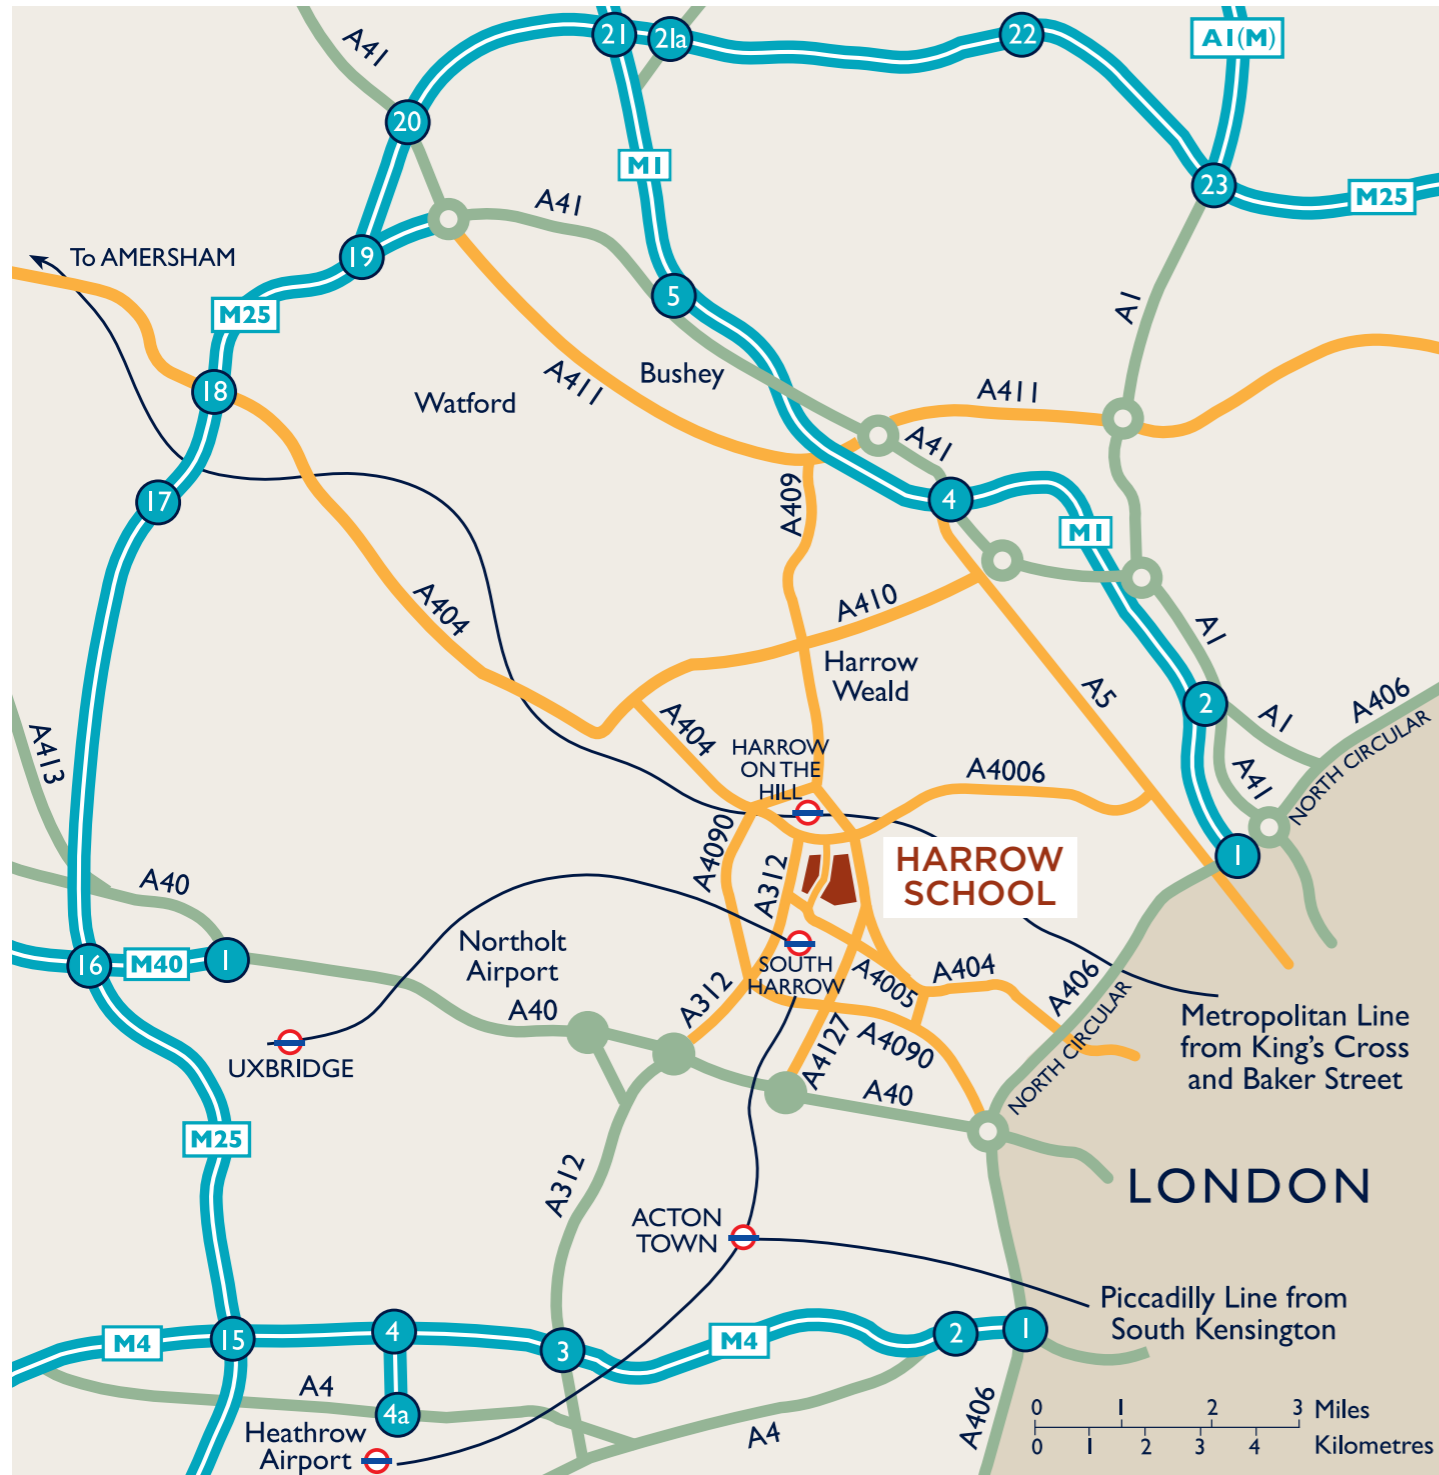 A41
21
21a
22
A1(M)
20
M1
23
M25
A41
To AMERSHAM
19
5
A1
M25
18
Watford
A411
Bushey
A411
A41
17
A409
4
M1
A404
A410
A1
Harrow
Weald
A5
2
A1
A406
NORTH CIRCULAR
A413
A404
HARROW
ON THE
HILL
A4006
A41
A4090
A312
HARROW
SCHOOL
1
A40
16
M40
1
Northolt
Airport
SOUTH
HARROW
A4005
A404
A406
NORTH CIRCULAR
A312
A40
A4127
A4090
UXBRIDGE
A40
Metropolitan Line
from King's Cross
and Baker Street
M25
A312
LONDON
ACTON
TOWN
Piccadilly Line from
South Kensington
M4
15
4
3
M4
2
1
A4
4a
A4
A406
Heathrow
Airport
0 1 2 3 Miles
0 1 2 3 4 Kilometres